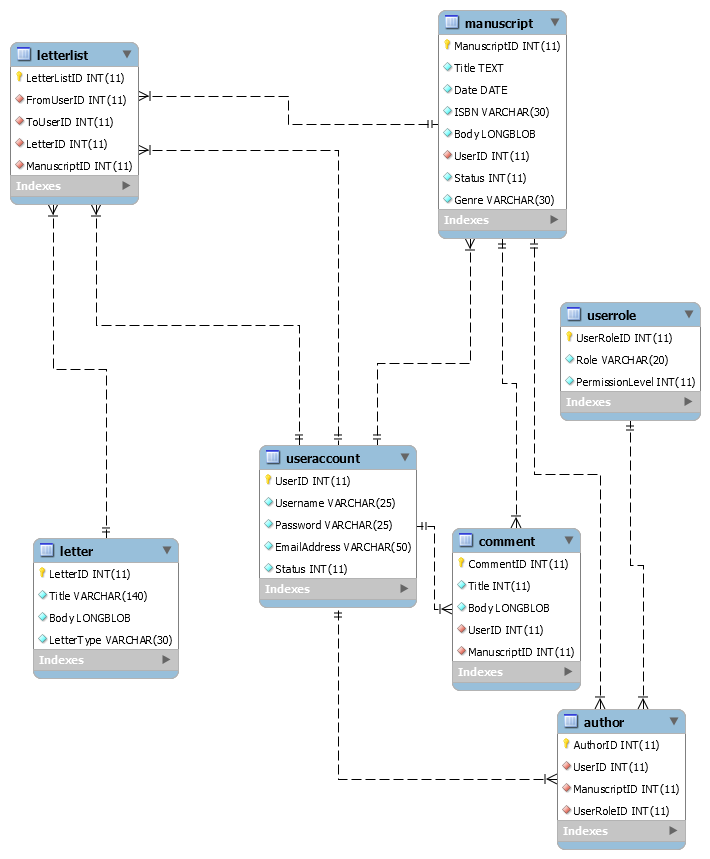 manuscript
ManuscriptID INT(11)
Title TEXT
Date DATE
ISBN VARCHAR(30)
Body LONGBLOB
UserID INT(11)
Status INT(11)
Genre VARCHAR(30)
Indexes
letterlist
LetterListID INT(11)
FromUserID INT(11)
ToUserID INT(11)
LetterID INT(11)
ManuscriptID INT(11)
Indexes
userrole
UserRoleID INT(11)
Role VARCHAR(20)
PermissionLevel INT(11)
Indexes
useraccount
UserID INT(11)
Username VARCHAR(25)
Password VARCHAR(25)
EmailAddress VARCHAR(50)
Status INT(11)
Indexes
letter
LetterID INT(11)
Title VARCHAR(140)
Body LONGBLOB
LetterType VARCHAR(30)
Indexes
comment
CommentID INT(11)
Title INT(11)
Body LONGBLOB
UserID INT(11)
ManuscriptID INT(11)
Indexes
author
AuthorID INT(11)
UserID INT(11)
ManuscriptID INT(11)
UserRoleID INT(11)
Indexes